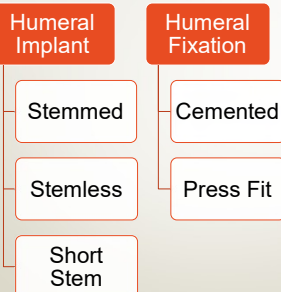 Humeral
Implant
Stemmed
Stemless
Short
Stem
Humeral
Fixation
Cemented
Press Fit